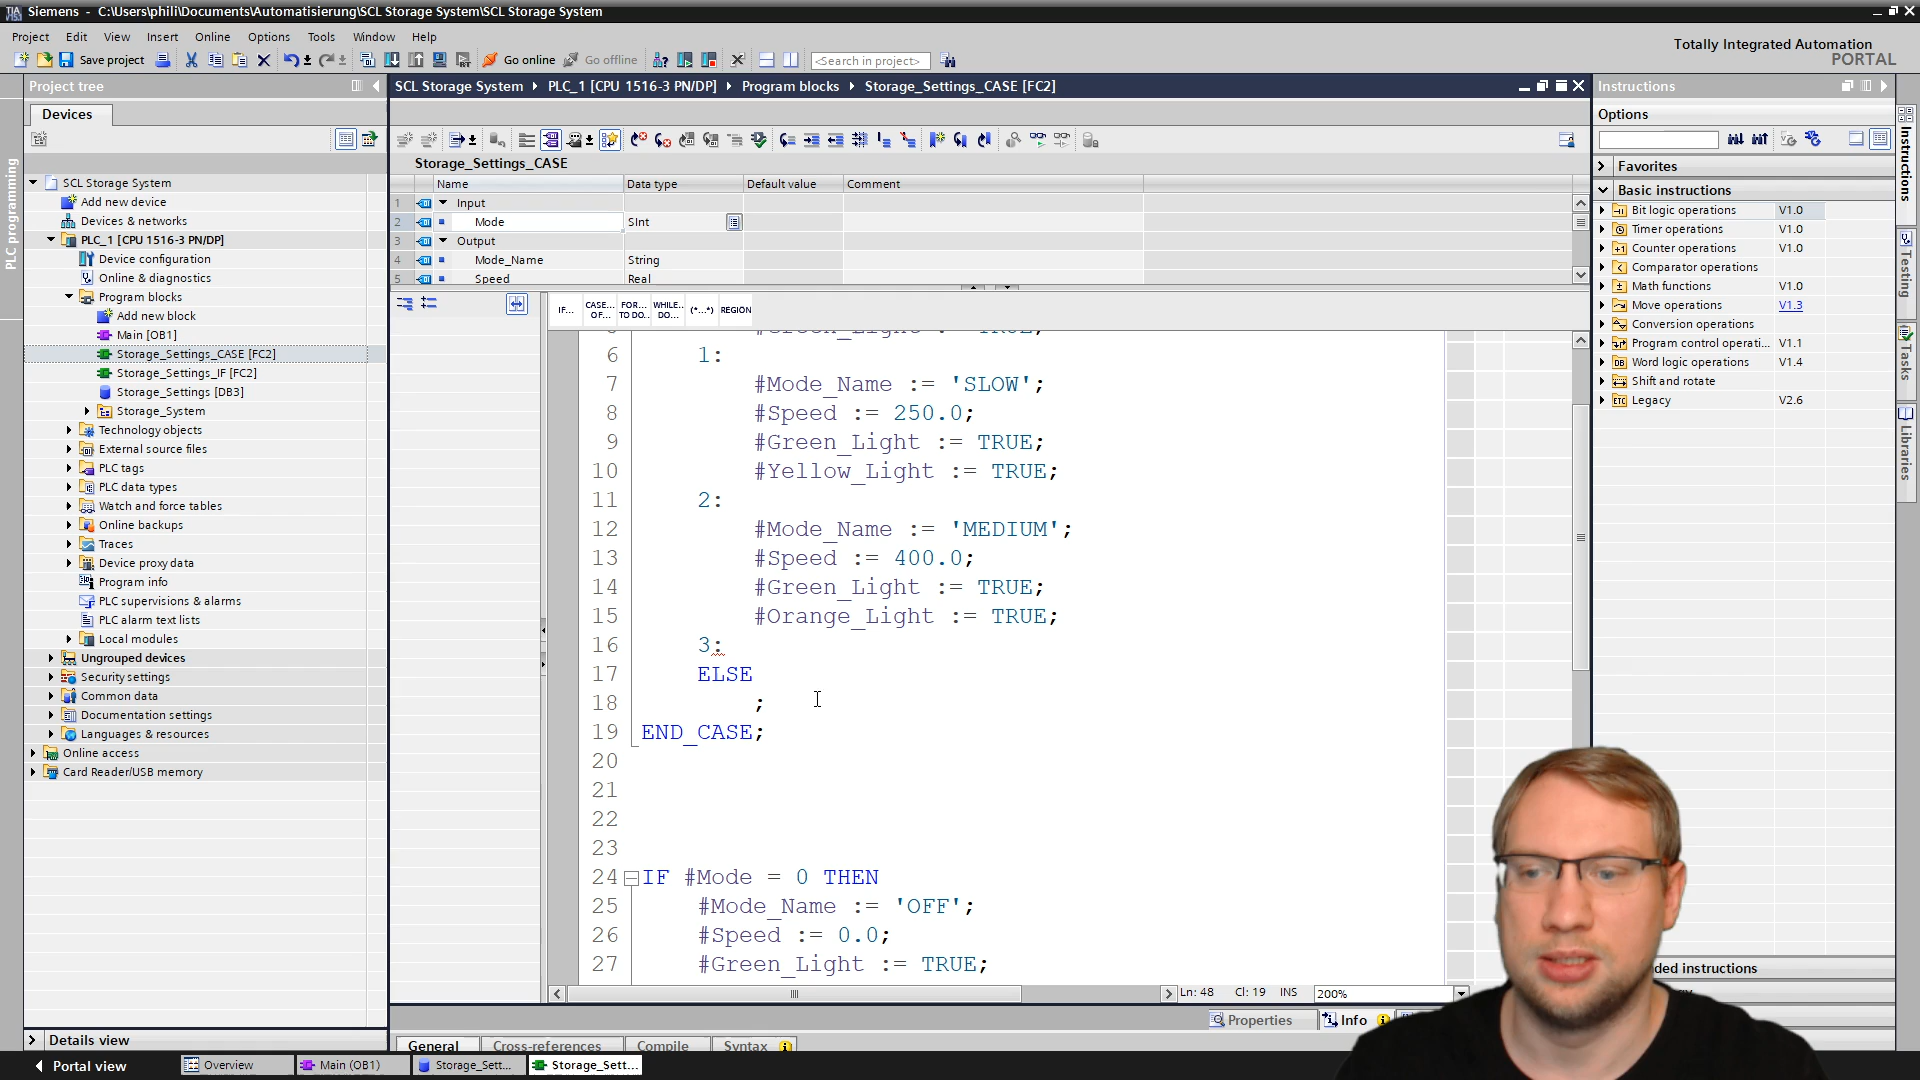 Siemens - C:\Users\phili\Documents\Automatisierung\SCL Storage System\SCL Storage System
Project Edit View Insert Online Options Tools Window Help
Totally Integrated Automation
PORTAL
Save project Go online Go offline <Search in project>
Project tree
SCL Storage System PLC_1 [CPU 1516-3 PN/DP] Program blocks Storage_Settings_CASE [FC2]
Instructions
Devices
Options
PLC programming
Storage_Settings_CASE
Name Data type Default value Comment
1 Input
2 Mode SInt
3 Output
4 Mode_Name String
5 Speed Real
SCL Storage System
Add new device
Devices & networks
PLC_1 [CPU 1516-3 PN/DP]
Device configuration
Online & diagnostics
Program blocks
Add new block
Main [OB1]
Storage_Settings_CASE [FC2]
Storage_Settings_IF [FC2]
Storage_Settings [DB3]
Storage_System
Technology objects
External source files
PLC tags
PLC data types
Watch and force tables
Online backups
Traces
Device proxy data
Program info
PLC supervisions & alarms
PLC alarm text lists
Local modules
Ungrouped devices
Security settings
Common data
Documentation settings
Languages & resources
Online access
Card Reader/USB memory
Details view
IF... CASE... OF... FOR... TO DO.. WHILE.. DO... (*...*) REGION
6 1:
7 #Mode_Name := 'SLOW';
8 #Speed := 250.0;
9 #Green_Light := TRUE;
10 #Yellow_Light := TRUE;
11 2:
12 #Mode_Name := 'MEDIUM';
13 #Speed := 400.0;
14 #Green_Light := TRUE;
15 #Orange_Light := TRUE;
16 3:
17 ELSE
18 ;
19 END_CASE;
20
21
22
23
24 IF #Mode = 0 THEN
25 #Mode_Name := 'OFF';
26 #Speed := 0.0;
27 #Green_Light := TRUE;
Ln: 48 Cl: 19 INS 200%
Properties Info
General Cross-references Compile Syntax
Favorites
Basic instructions
Bit logic operations V1.0
Timer operations V1.0
Counter operations V1.0
Comparator operations
Math functions V1.0
Move operations V1.3
Conversion operations
Program control operati... V1.1
Word logic operations V1.4
Shift and rotate
Legacy V2.6
instructions
Instructions
Testing
Tasks
Libraries
Portal view Overview Main (OB1) Storage_Sett... Storage_Sett...